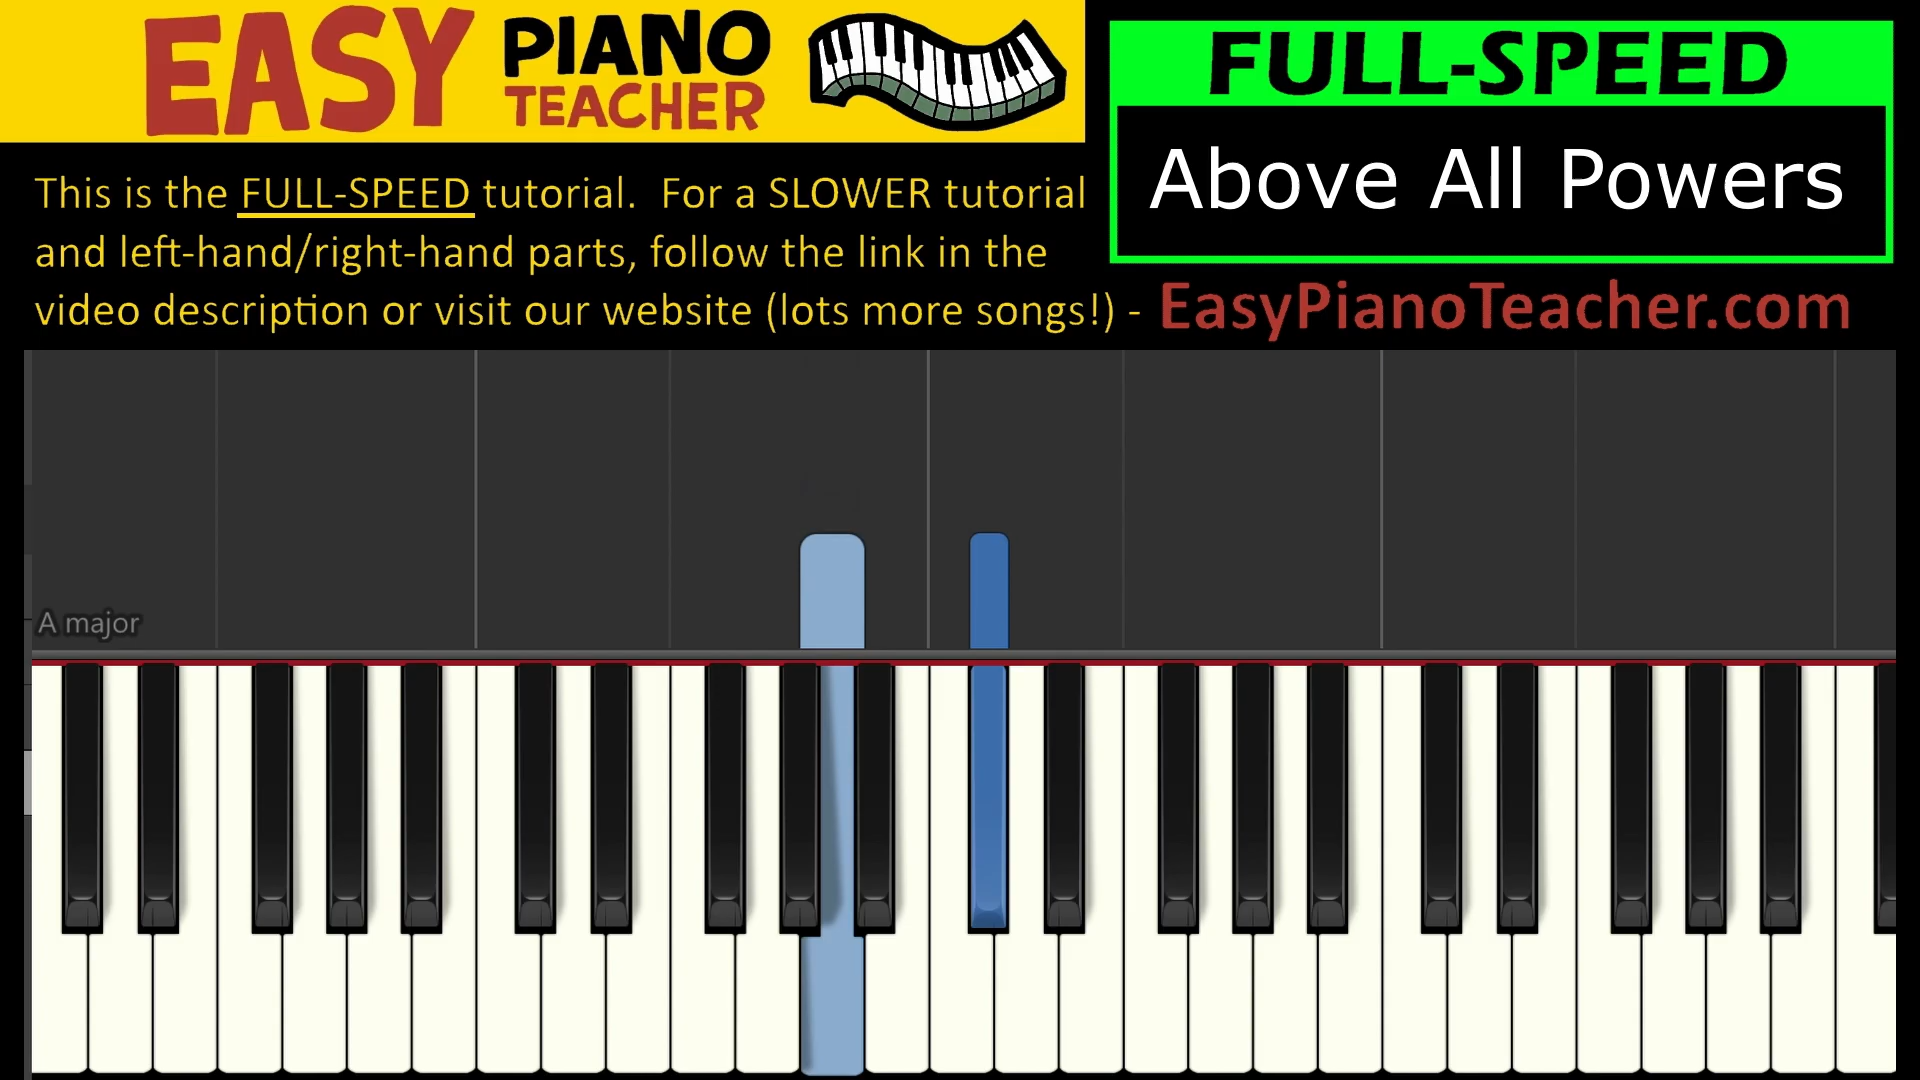 EASY PIANO TEACHER
FULL-SPEED
Above All Powers
This is the FULL-SPEED tutorial. For a SLOWER tutorial
and left-hand/right-hand parts, follow the link in the
video description or visit our website (lots more songs!) - EasyPianoTeacher.com
A major